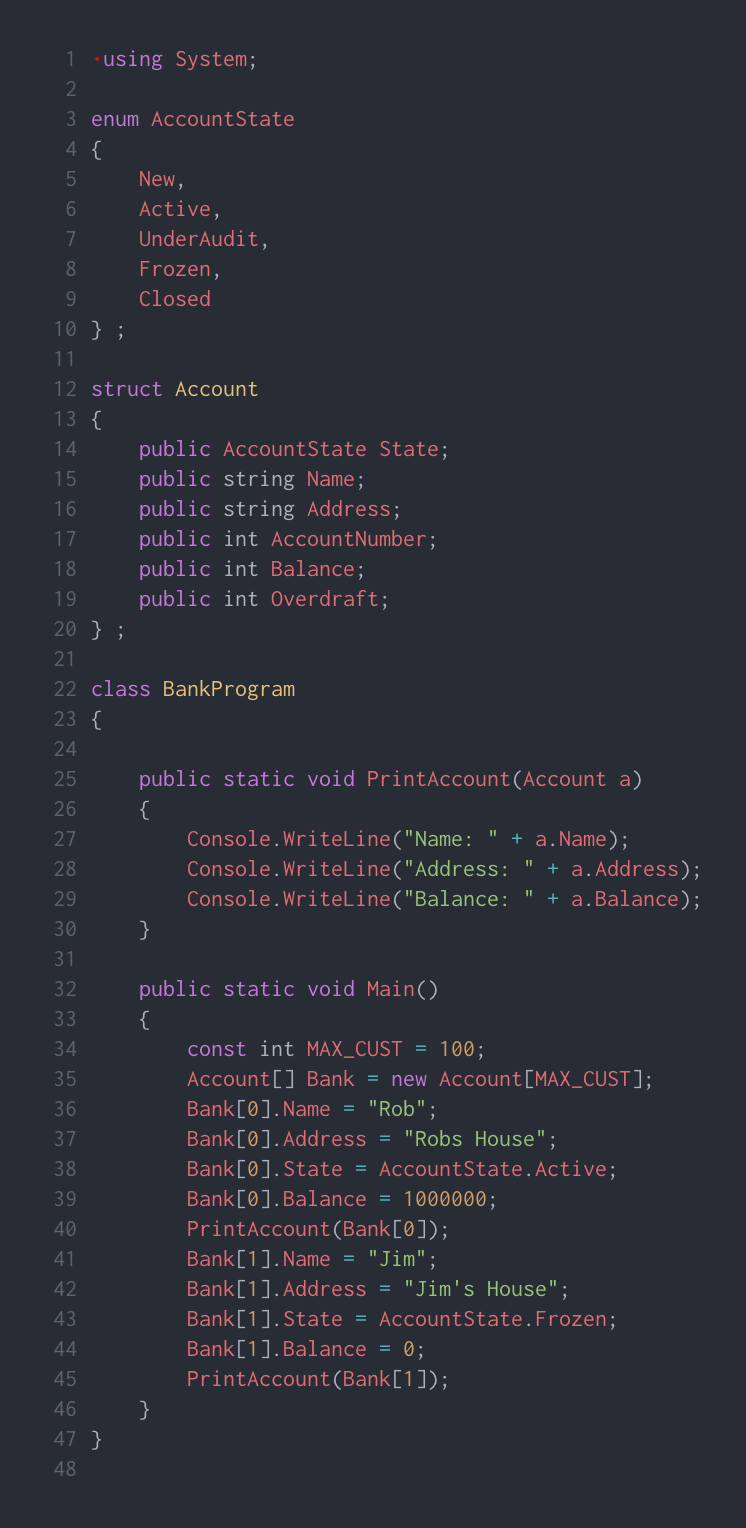 1 ·using System;
2
3 enum AccountState
4 {
5     New,
6     Active,
7     UnderAudit,
8     Frozen,
9     Closed
10 } ;
11
12 struct Account
13 {
14     public AccountState State;
15     public string Name;
16     public string Address;
17     public int AccountNumber;
18     public int Balance;
19     public int Overdraft;
20 } ;
21
22 class BankProgram
23 {
24
25     public static void PrintAccount(Account a)
26     {
27         Console.WriteLine("Name: " + a.Name);
28         Console.WriteLine("Address: " + a.Address);
29         Console.WriteLine("Balance: " + a.Balance);
30     }
31
32     public static void Main()
33     {
34         const int MAX_CUST = 100;
35         Account[] Bank = new Account[MAX_CUST];
36         Bank[0].Name = "Rob";
37         Bank[0].Address = "Robs House";
38         Bank[0].State = AccountState.Active;
39         Bank[0].Balance = 1000000;
40         PrintAccount(Bank[0]);
41         Bank[1].Name = "Jim";
42         Bank[1].Address = "Jim's House";
43         Bank[1].State = AccountState.Frozen;
44         Bank[1].Balance = 0;
45         PrintAccount(Bank[1]);
46     }
47 }
48